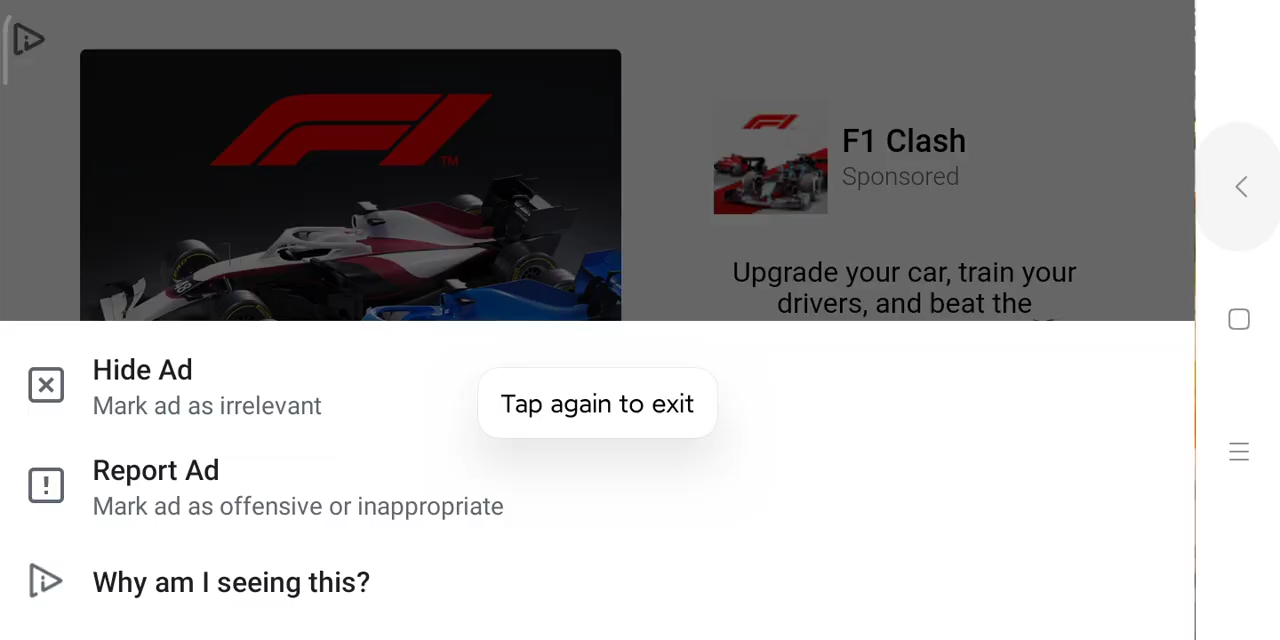 F1 TM
F1 Clash
Sponsored
Upgrade your car, train your
drivers, and beat the
Hide Ad
Mark ad as irrelevant
Tap again to exit
Report Ad
Mark ad as offensive or inappropriate
Why am I seeing this?